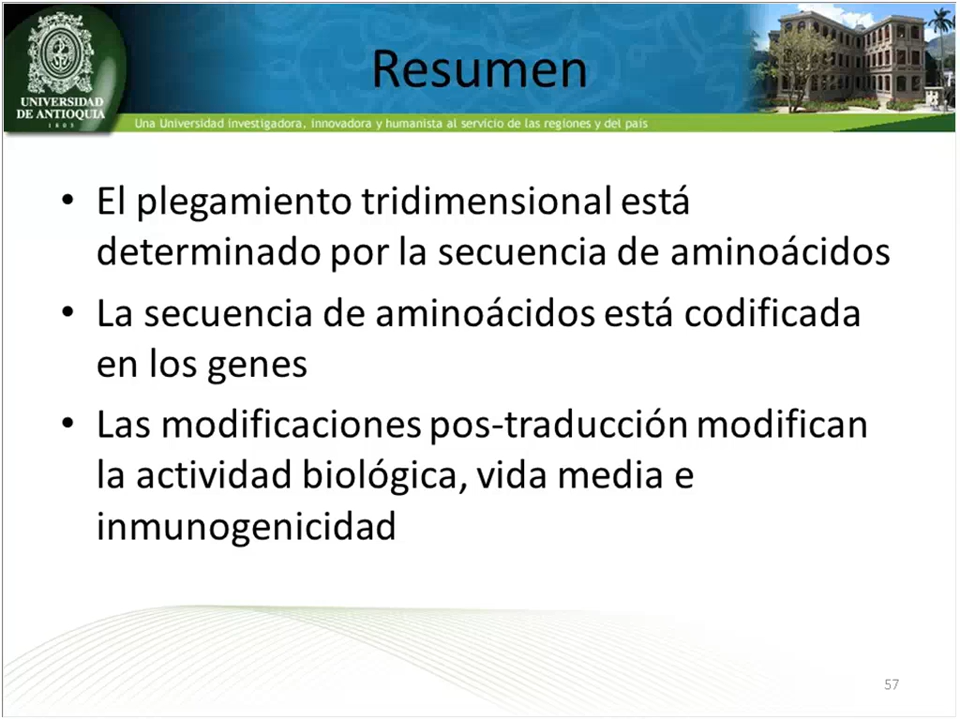 Resumen
UNIVERSIDAD
DE ANTIOQUIA
1803
Una Universidad investigadora, innovadora y humanista al servicio de las regiones y del país
• El plegamiento tridimensional está
determinado por la secuencia de aminoácidos
• La secuencia de aminoácidos está codificada
en los genes
• Las modificaciones pos-traducción modifican
la actividad biológica, vida media e
inmunogenicidad
57